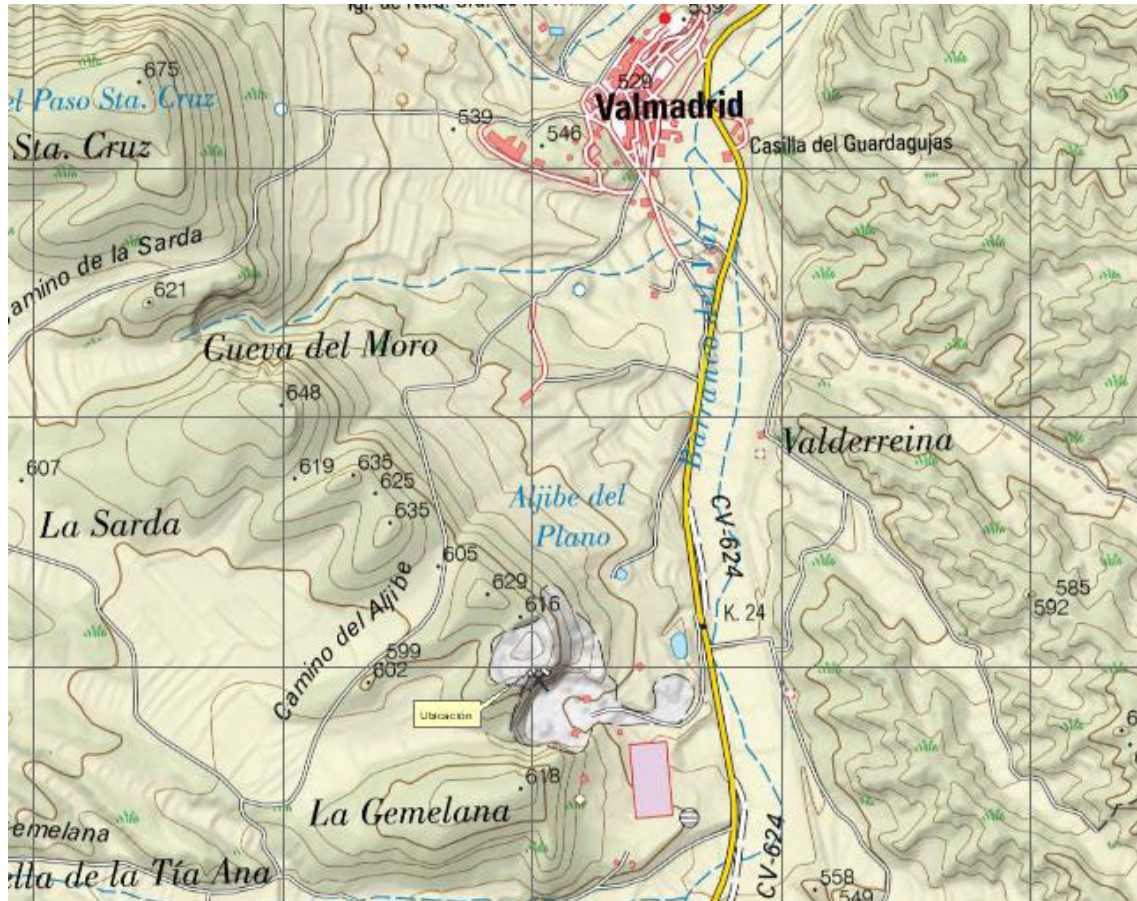 539
675
el Paso Sta. Cruz
529
Valmadrid
539
546
Casilla del Guardagujas
Sta. Cruz
Camino de la Sarda
621
Cueva del Moro
Barranco
648
Valderreina
607
619
635
625
635
La Sarda
Aljibe del
Plano
CV-624
605
629
616
585
592
K. 24
Camino del Aljibe
599
602
Ubicación
618
La Gemelana
emelana
ella de la Tía Ana
CV-624
558
549